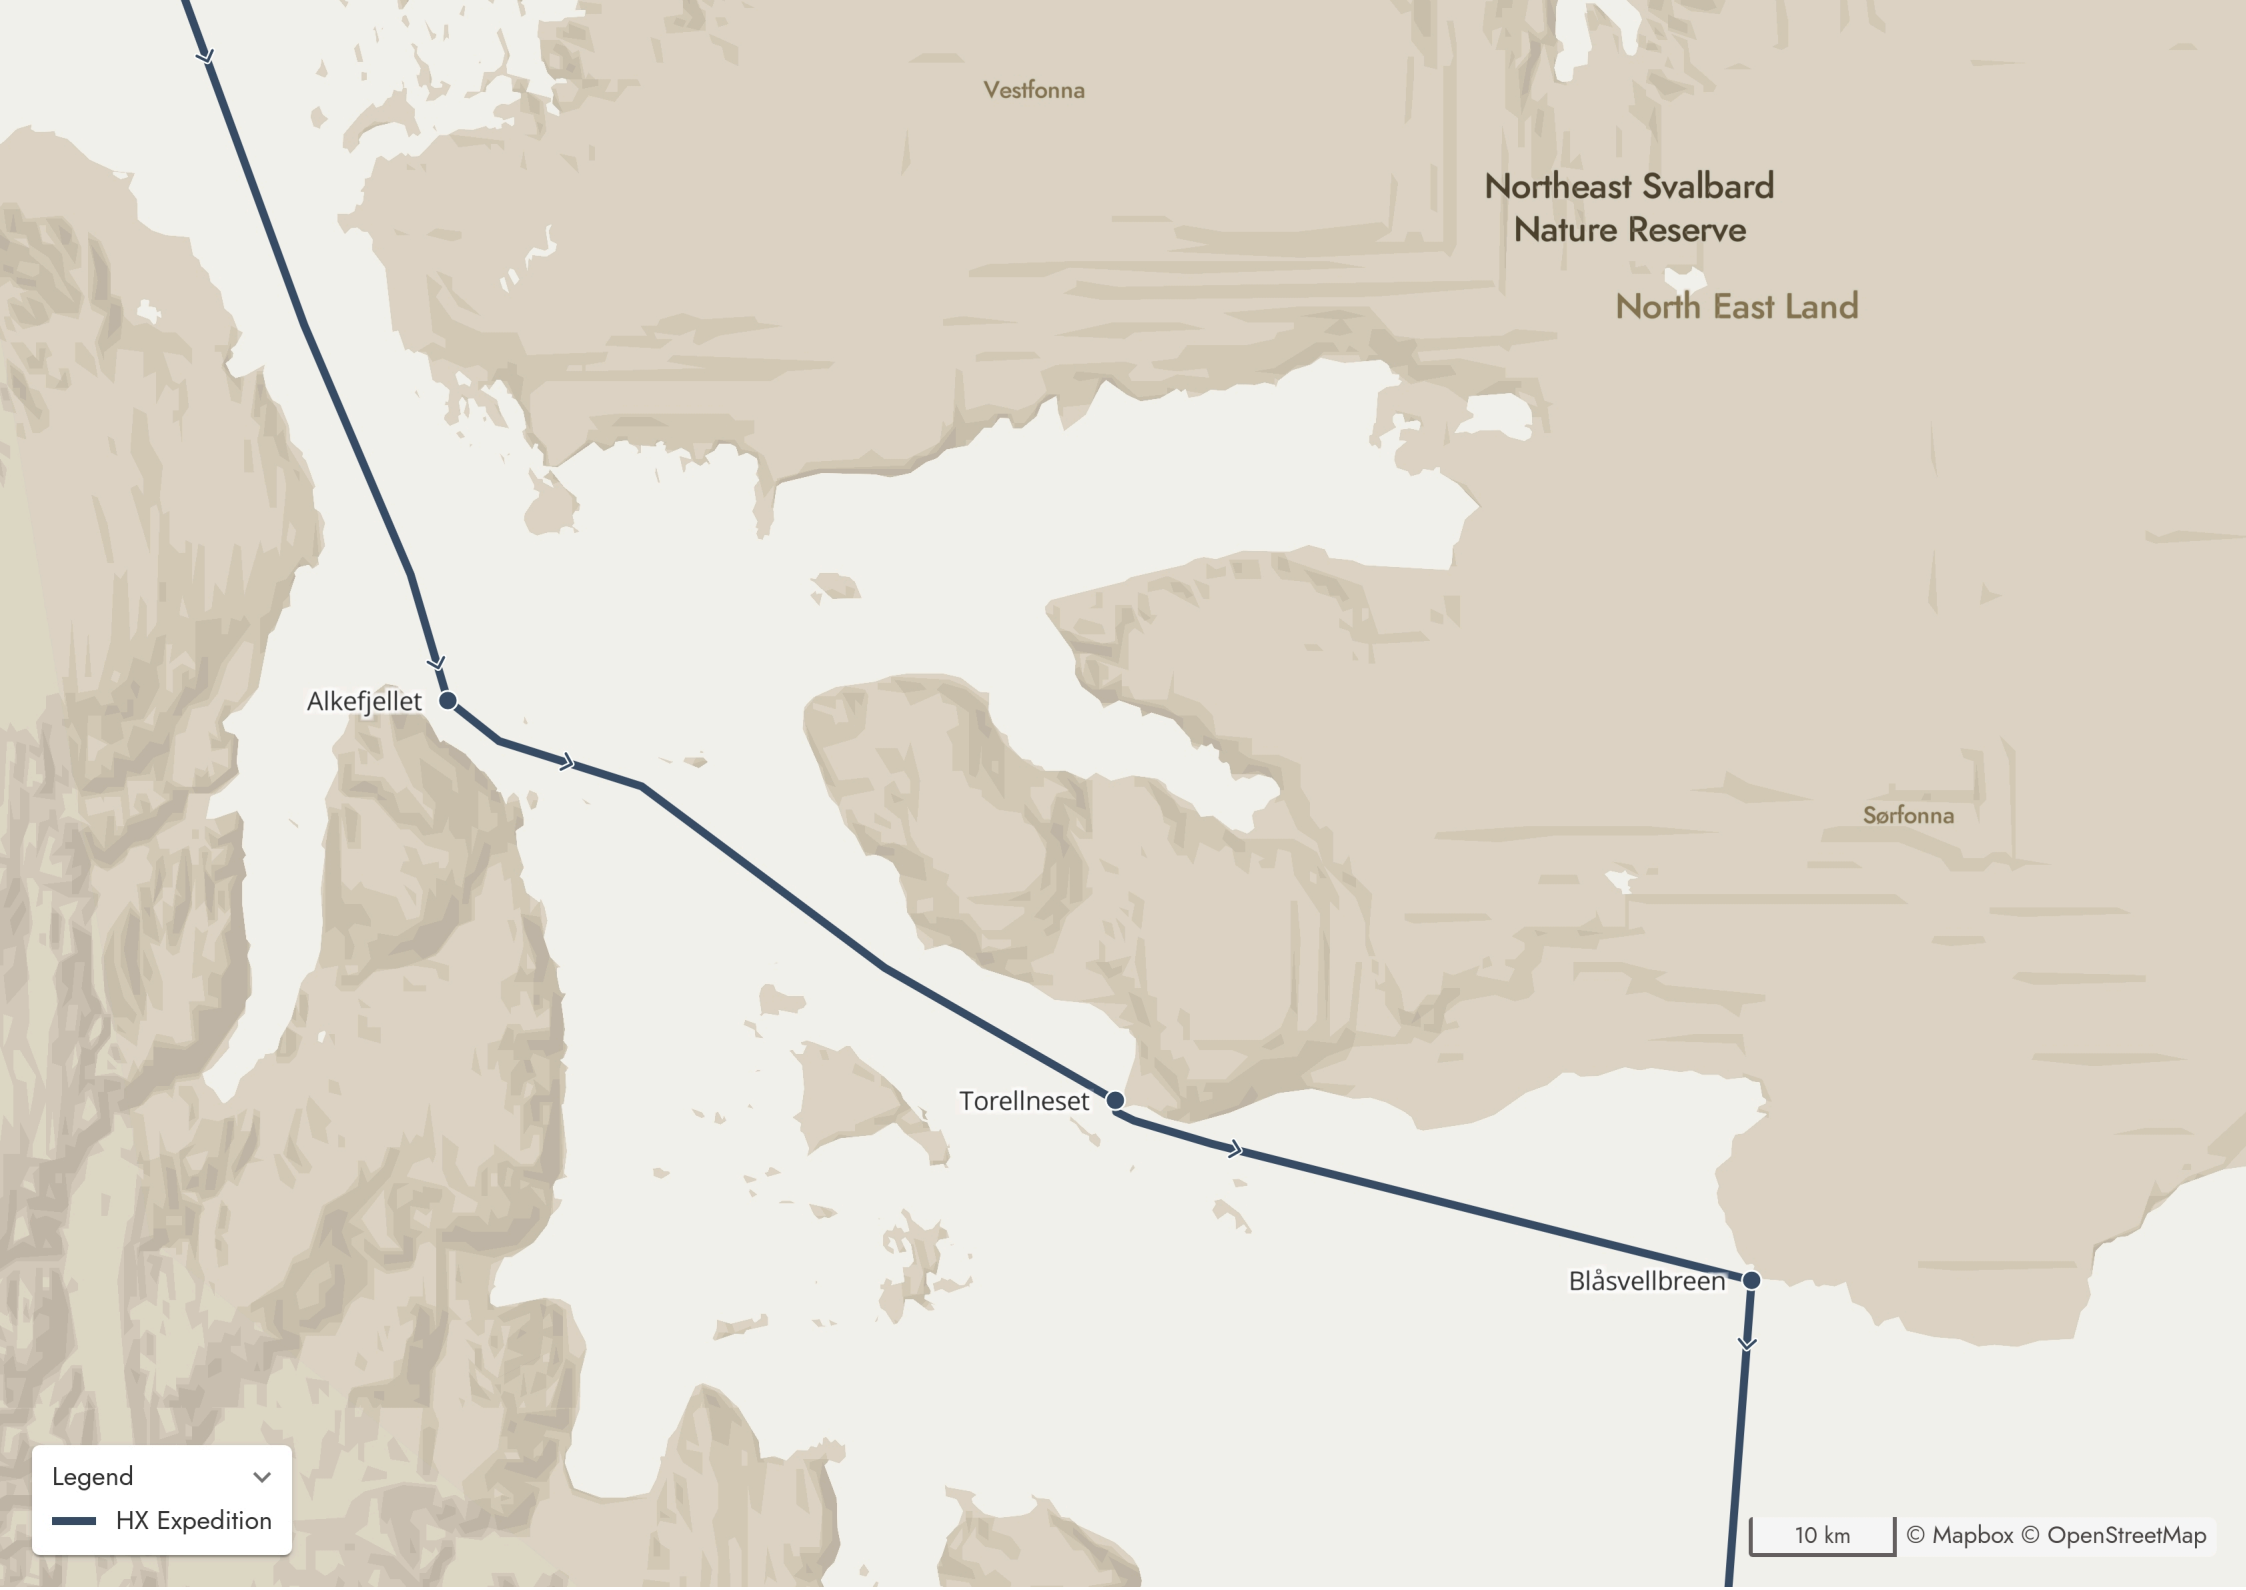 Vestfonna
Northeast Svalbard
Nature Reserve
North East Land
Alkefjellet
Sørfonna
Torellneset
Blåsvellbreen
Legend
HX Expedition
10 km
© Mapbox © OpenStreetMap